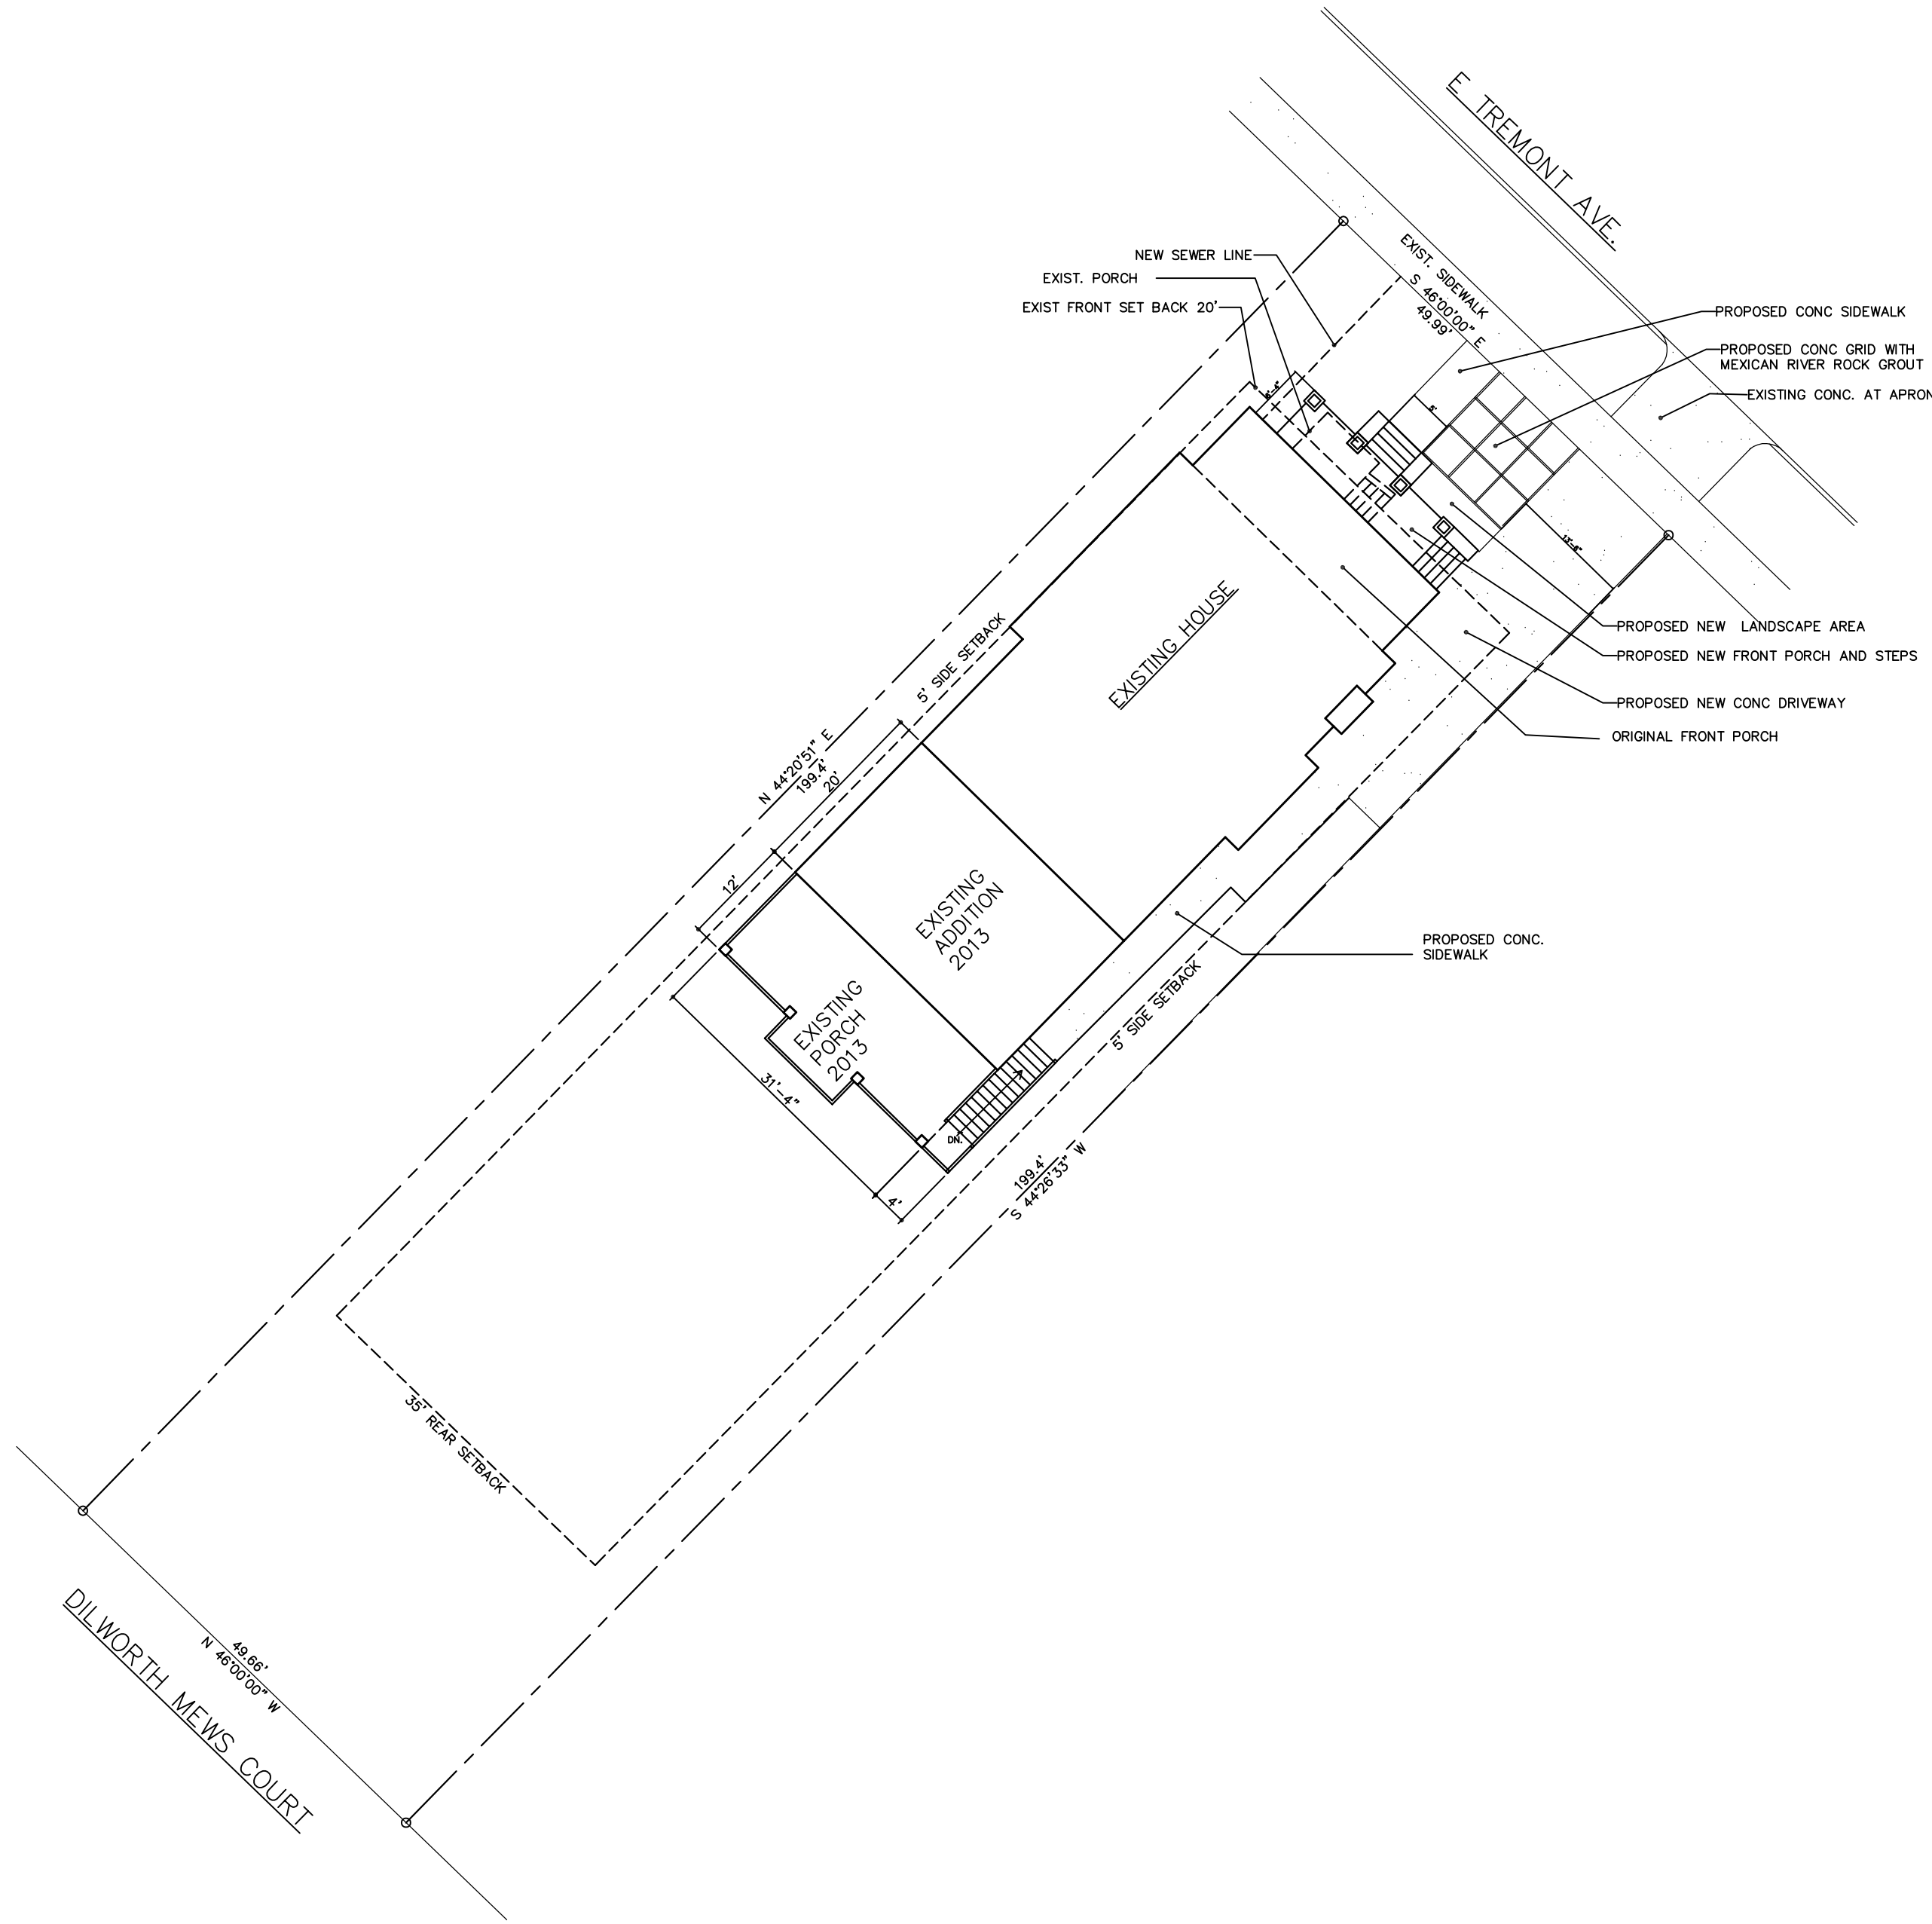 E TREMONT AVE.
EXIST. SIDEWALK
S 46°00'00" E
49.99'
NEW SEWER LINE
EXIST. PORCH
EXIST FRONT SET BACK 20'
PROPOSED CONC SIDEWALK
PROPOSED CONC GRID WITH
MEXICAN RIVER ROCK GROUT
EXISTING CONC. AT APRON
5'
PROPOSED NEW LANDSCAPE AREA
PROPOSED NEW FRONT PORCH AND STEPS
PROPOSED NEW CONC DRIVEWAY
ORIGINAL FRONT PORCH
EXISTING HOUSE
5' SIDE SETBACK
N 44°20'51" E
199.4'
20'
12'
EXISTING
ADDITION
2013
PROPOSED CONC.
SIDEWALK
EXISTING
PORCH
2013
5' SIDE SETBACK
31'-4"
DN.
4'
199.4'
S 44°26'33" W
35' REAR SETBACK
49.66'
N 46°00'00" W
DILWORTH MEWS COURT